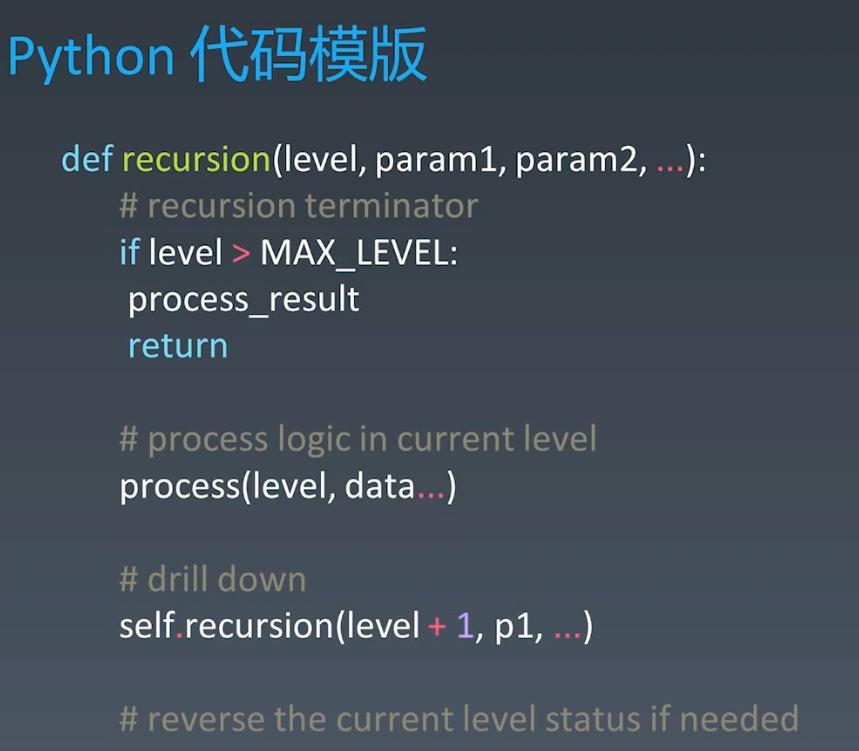 Python 代码模版
def recursion(level, param1, param2, ...):
# recursion terminator
if level > MAX_LEVEL:
process_result
return
# process logic in current level
process(level, data...)
# drill down
self.recursion(level + 1, p1, ...)
# reverse the current level status if needed